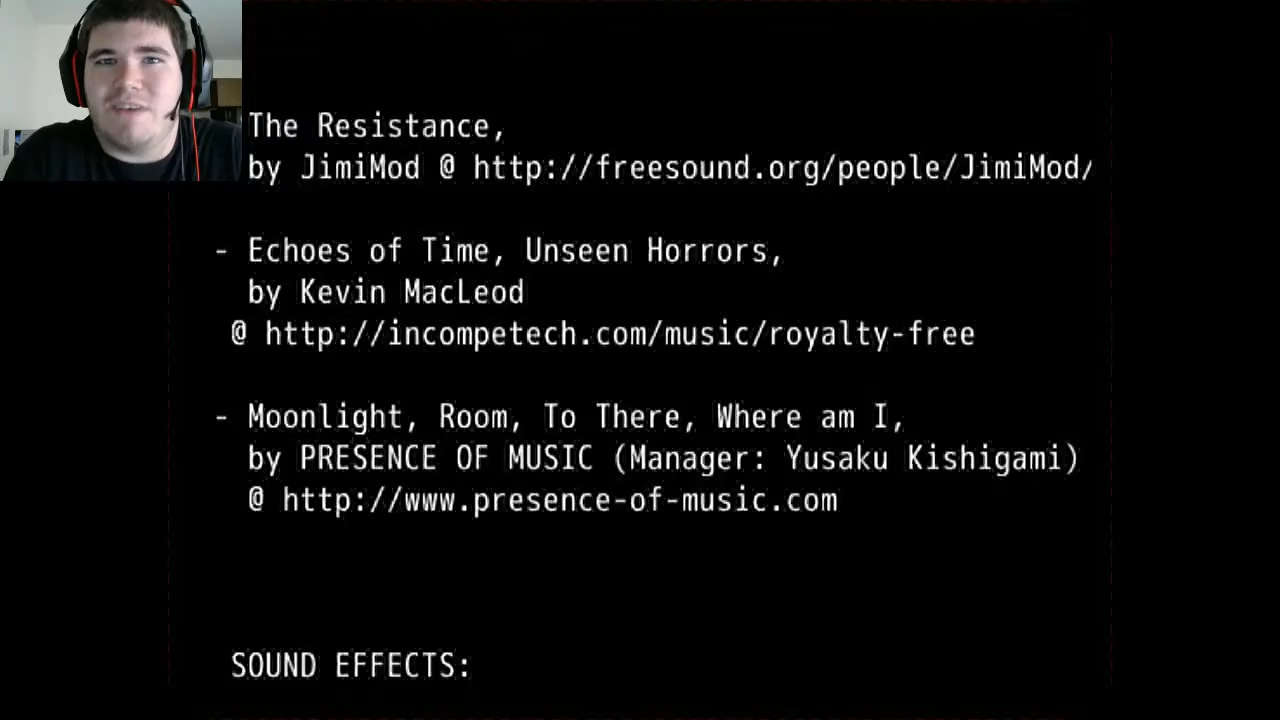 The Resistance,
by JimiMod @ http://freesound.org/people/JimiMod/
- Echoes of Time, Unseen Horrors,
by Kevin MacLeod
@ http://incompetech.com/music/royalty-free
- Moonlight, Room, To There, Where am I,
by PRESENCE OF MUSIC (Manager: Yusaku Kishigami)
@ http://www.presence-of-music.com
SOUND EFFECTS: